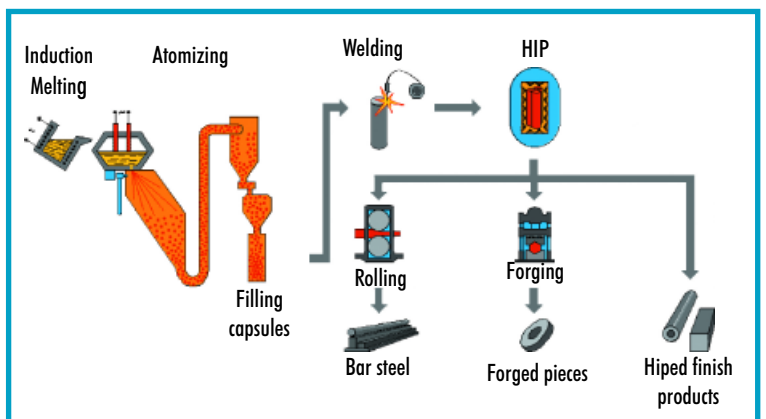 Induction
Melting
Atomizing
Welding
HIP
Filling
capsules
Rolling
Forging
Bar steel
Forged pieces
Hiped finish
products